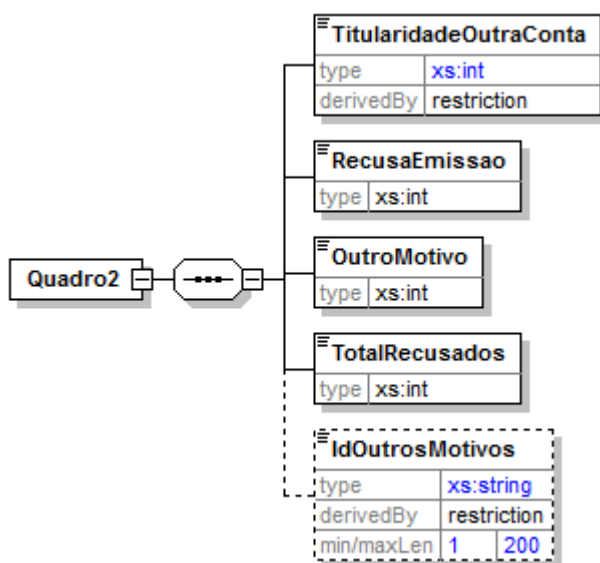 TitularidadeOutraConta
type xs:int
derivedBy restriction
RecusaEmissao
type xs:int
Quadro2
OutroMotivo
type xs:int
TotalRecusados
type xs:int
IdOutrosMotivos
type xs:string
derivedBy restriction
min/maxLen 1 200